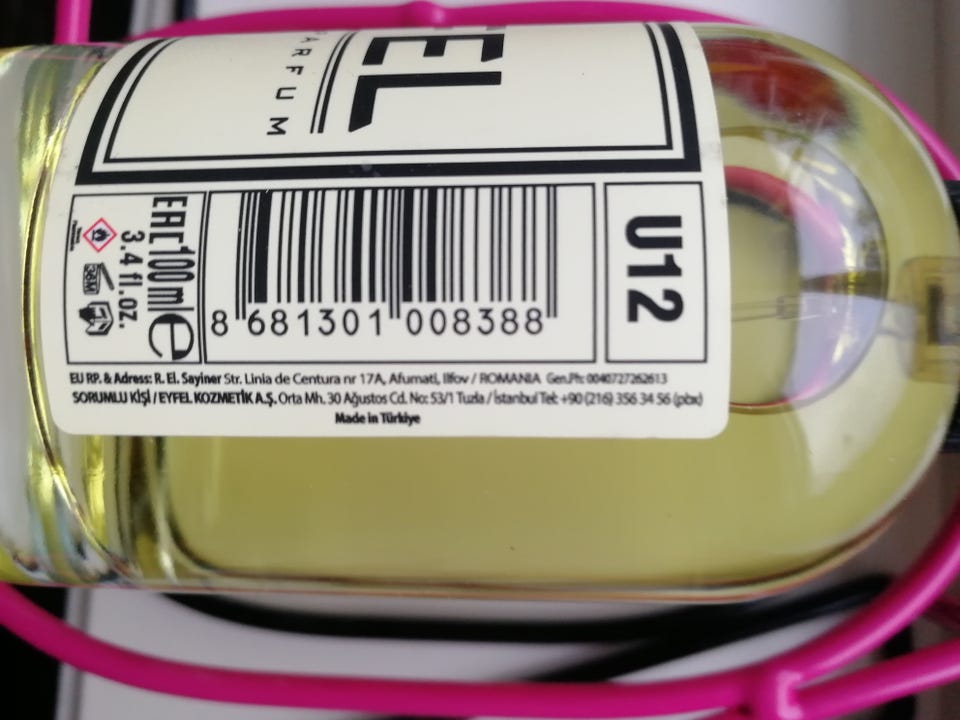 EL
ARFUM
U12
8 681301 008388
EAC 100 ml e
3.4 fl.oz.
36M
EU RP. & Adress: R. El. Sayiner Str. Linia de Centura nr 17A, Afumati, Ilfov / ROMANIA Gen.Ph: 0040727262613
SORUMLU KİŞİ / EYFEL KOZMETİK A.Ş. Orta Mh. 30 Ağustos Cd. No: 53/1 Tuzla / İstanbul Tel: +90 (216) 356 34 56 (pbx)
Made in Türkiye